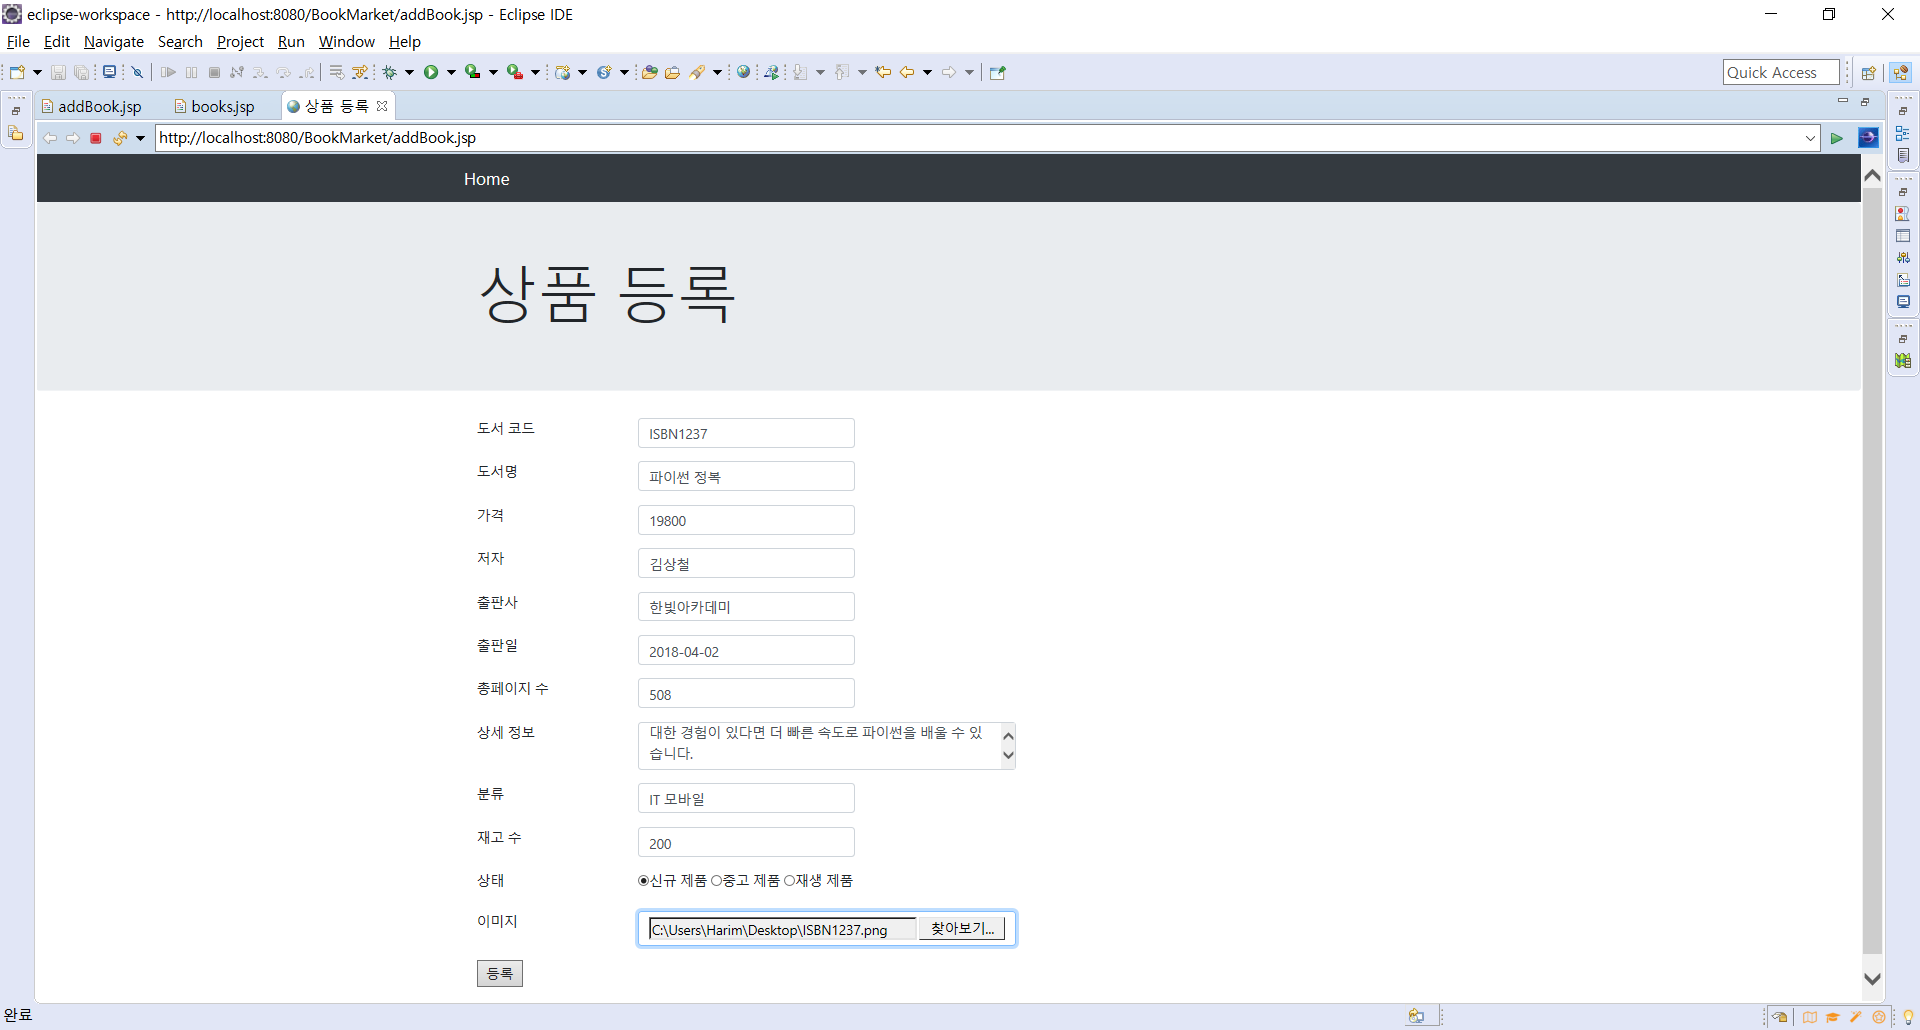 eclipse-workspace - http://localhost:8080/BookMarket/addBook.jsp - Eclipse IDE
File Edit Navigate Search Project Run Window Help
Quick Access
addBook.jsp books.jsp 상품 등록
http://localhost:8080/BookMarket/addBook.jsp
Home
상품 등록
도서 코드 ISBN1237
도서명 파이썬 정복
가격 19800
저자 김상철
출판사 한빛아카데미
출판일 2018-04-02
총페이지 수 508
상세 정보 대한 경험이 있다면 더 빠른 속도로 파이썬을 배울 수 있
습니다.
분류 IT 모바일
재고 수 200
상태 신규 제품 중고 제품 재생 제품
이미지 C:\Users\Harim\Desktop\ISBN1237.png 찾아보기...
등록
완료